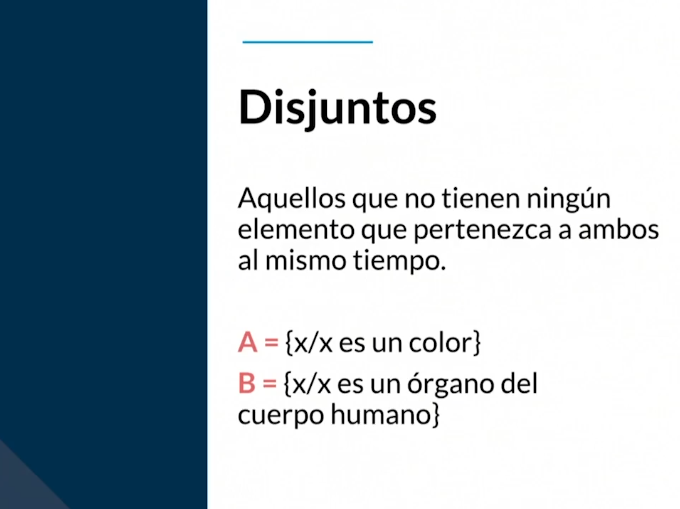 Disjuntos
Aquellos que no tienen ningún
elemento que pertenezca a ambos
al mismo tiempo.
A = {x/x es un color}
B = {x/x es un órgano del
cuerpo humano}